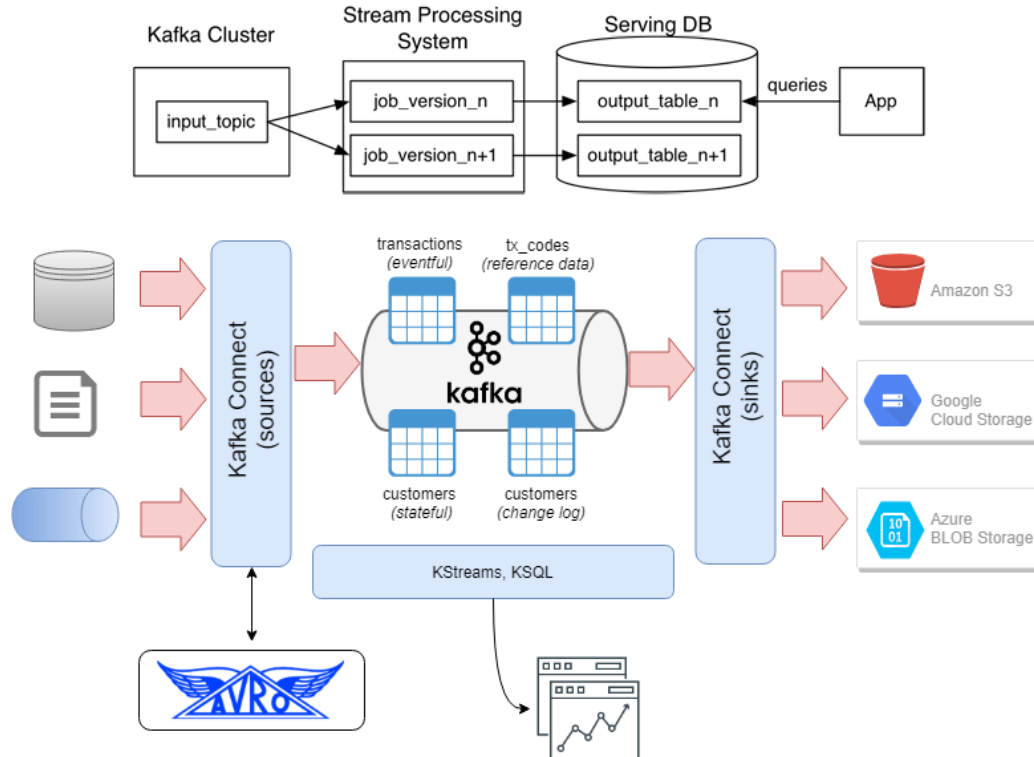 Kafka Cluster
Stream Processing
System
Serving DB
input_topic
job_version_n
job_version_n+1
output_table_n
output_table_n+1
queries
App
Kafka Connect
(sources)
transactions
(eventful)
tx_codes
(reference data)
kafka
customers
(stateful)
customers
(change log)
Kafka Connect
(sinks)
Amazon S3
Google
Cloud Storage
10
01
Azure
BLOB Storage
KStreams, KSQL
AVRO